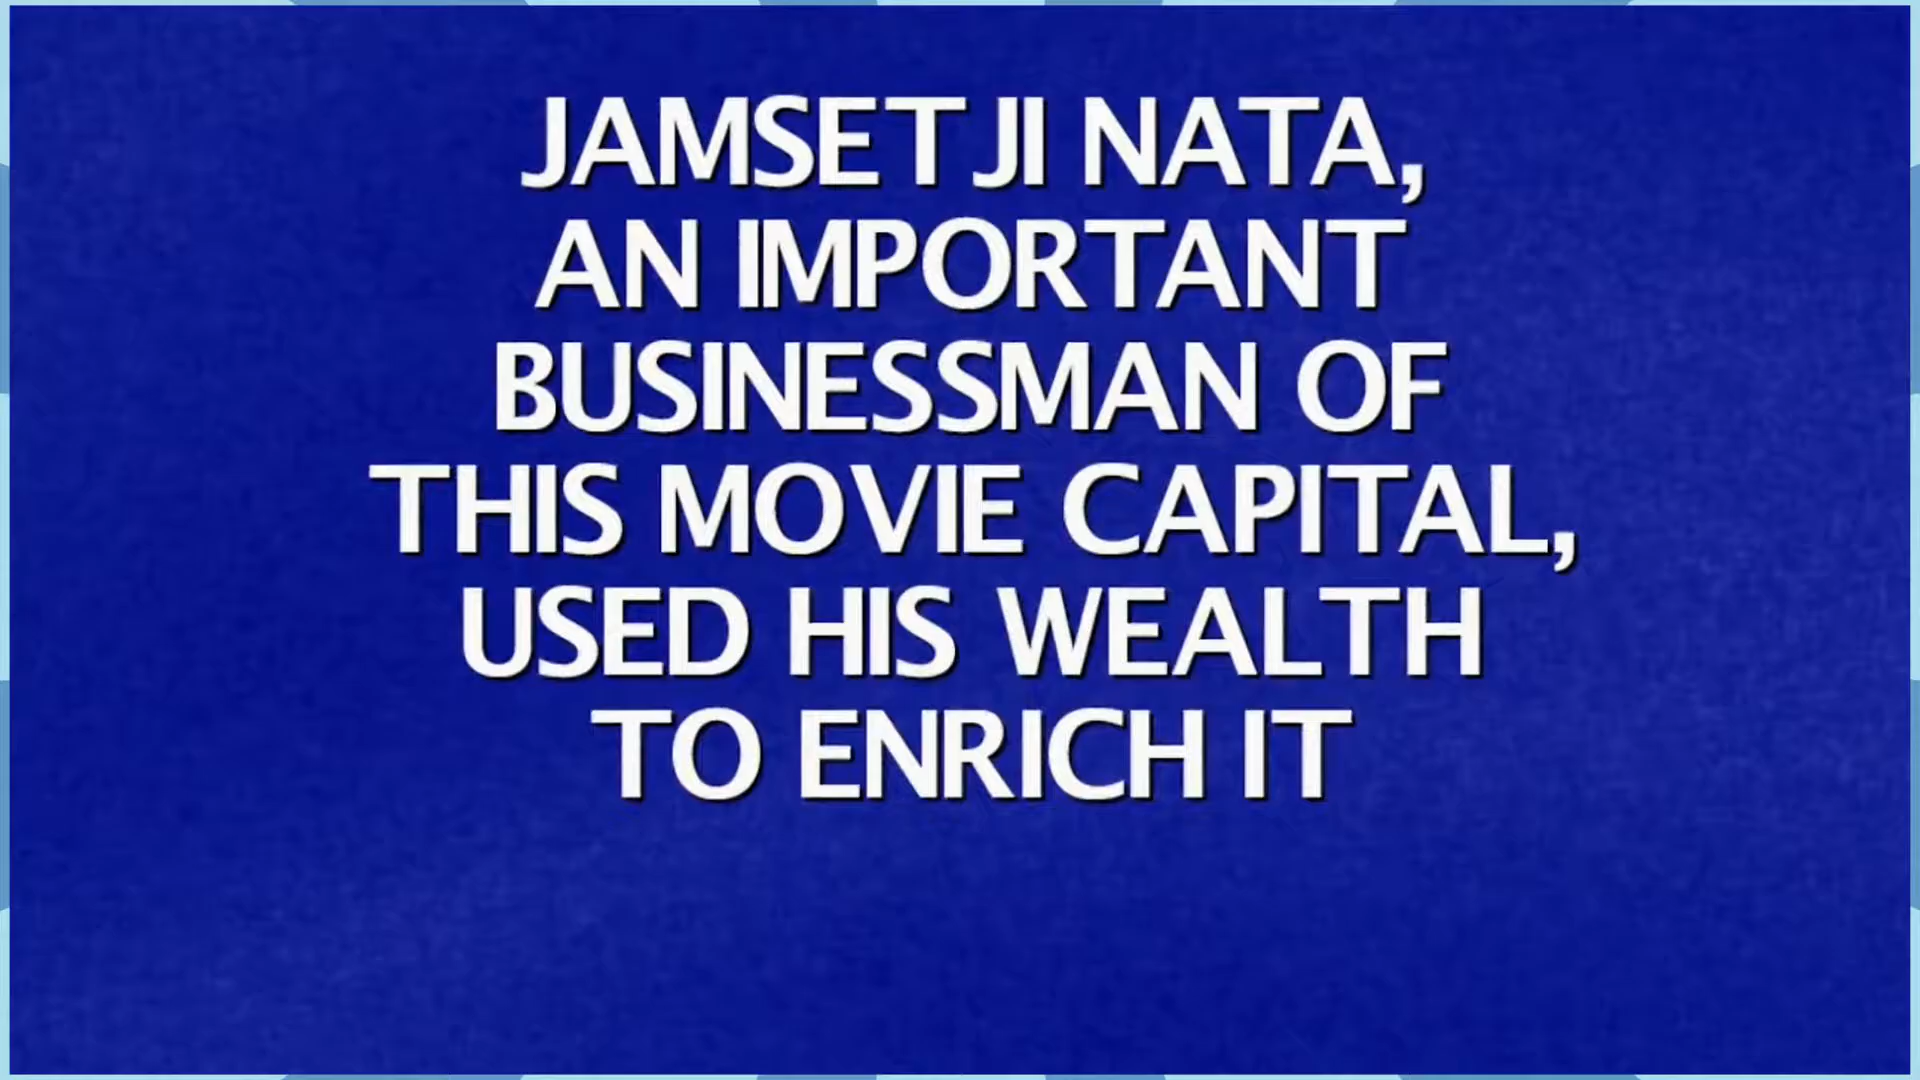 JAMSETJI NATA,
AN IMPORTANT
BUSINESSMAN OF
THIS MOVIE CAPITAL,
USED HIS WEALTH
TO ENRICH IT